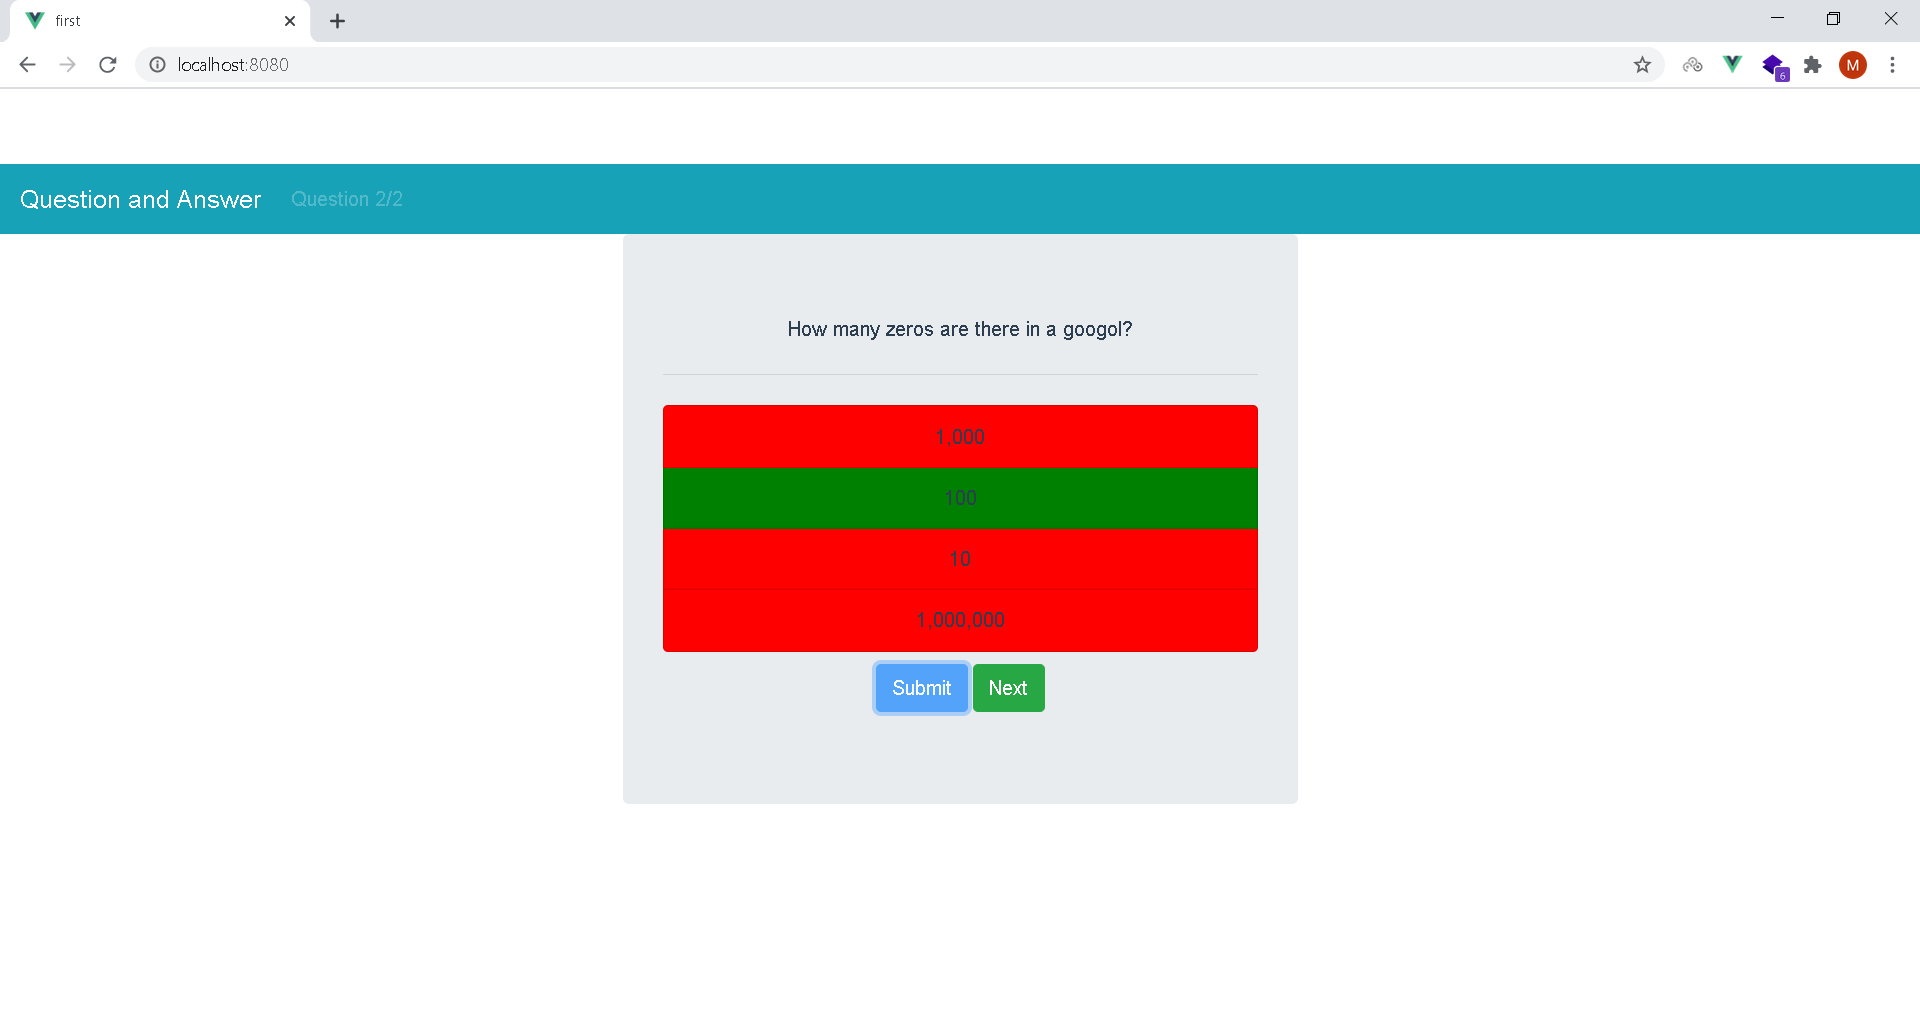 first
localhost:8080
6
M
Question and Answer Question 2/2
How many zeros are there in a googol?
1,000
100
10
1,000,000
Submit Next